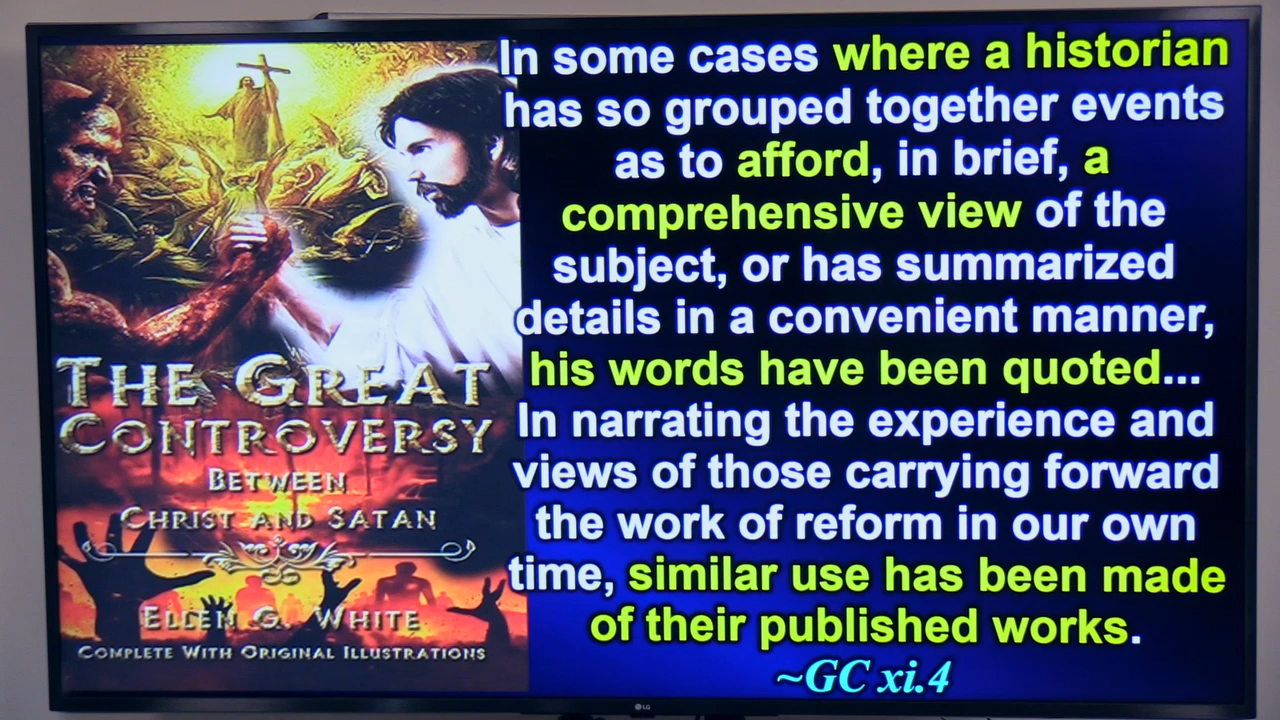 THE GREAT
CONTROVERSY
BETWEEN
CHRIST AND SATAN
ELLEN G. WHITE
COMPLETE WITH ORIGINAL ILLUSTRATIONS
In some cases where a historian
has so grouped together events
as to afford, in brief, a
comprehensive view of the
subject, or has summarized
details in a convenient manner,
his words have been quoted...
In narrating the experience and
views of those carrying forward
the work of reform in our own
time, similar use has been made
of their published works.
~GC xi.4
LG